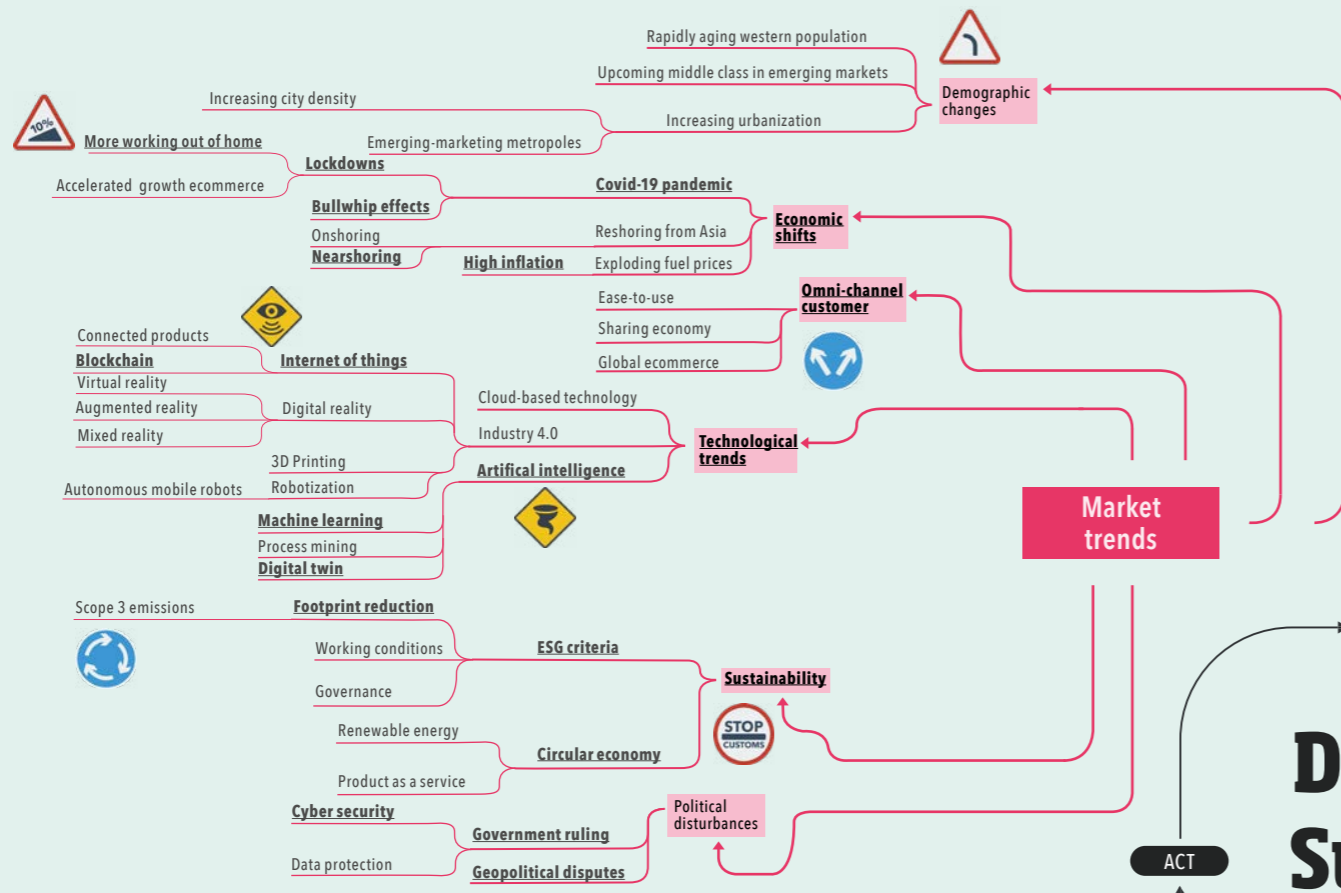 Rapidly aging western population
Upcoming middle class in emerging markets
Demographic
changes
Increasing city density
Increasing urbanization
Emerging-marketing metropoles
10%
More working out of home
Lockdowns
Accelerated growth ecommerce
Covid-19 pandemic
Bullwhip effects
Economic
shifts
Onshoring
Reshoring from Asia
Nearshoring
High inflation
Exploding fuel prices
Omni-channel
customer
Ease-to-use
Sharing economy
Global ecommerce
Connected products
Blockchain
Internet of things
Virtual reality
Augmented reality
Digital reality
Mixed reality
Cloud-based technology
Industry 4.0
Technological
trends
3D Printing
Artifical intelligence
Autonomous mobile robots
Robotization
Machine learning
Process mining
Digital twin
Market
trends
Scope 3 emissions
Footprint reduction
Working conditions
ESG criteria
Governance
Sustainability
STOP
CUSTOMS
Renewable energy
Circular economy
Product as a service
Political
disturbances
Cyber security
Government ruling
Data protection
Geopolitical disputes
D
Su
ACT